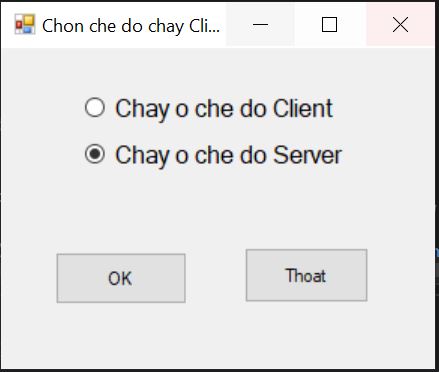 Chon che do chay Cli...
Chay o che do Client
Chay o che do Server
OK
Thoat